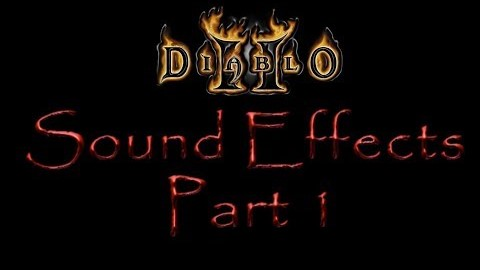 DIABLO
II
Sound Effects
Part 1